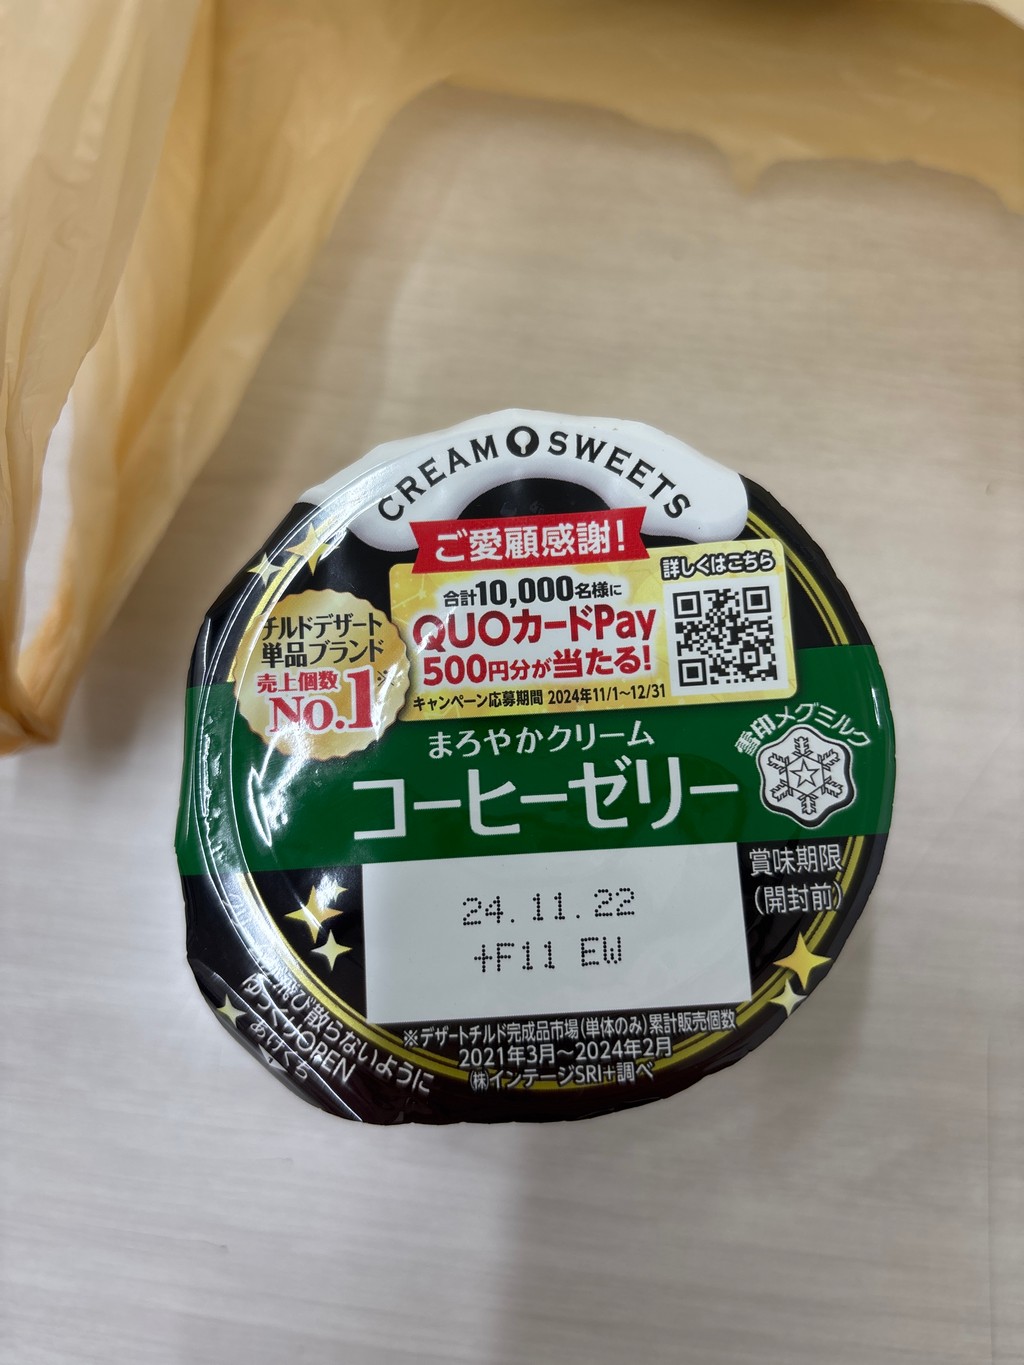 CREAM SWEETS
ご愛顧感謝!
合計10,000名様に
QUOカードPay
500円分が当たる!
キャンペーン応募期間 2024年11/1~12/31
詳しくはこちら
チルドデザート
単品ブランド
売上個数
No.1※
まろやかクリーム
コーヒーゼリー
雪印メグミルク
賞味期限
(開封前)
24.11.22
+F11 EW
※デザートチルド完成品市場(単体のみ)累計販売個数
2021年3月~2024年2月
(株)インテージSRI+調べ
飛び散らないように
ゆっくりOPEN
あけくち